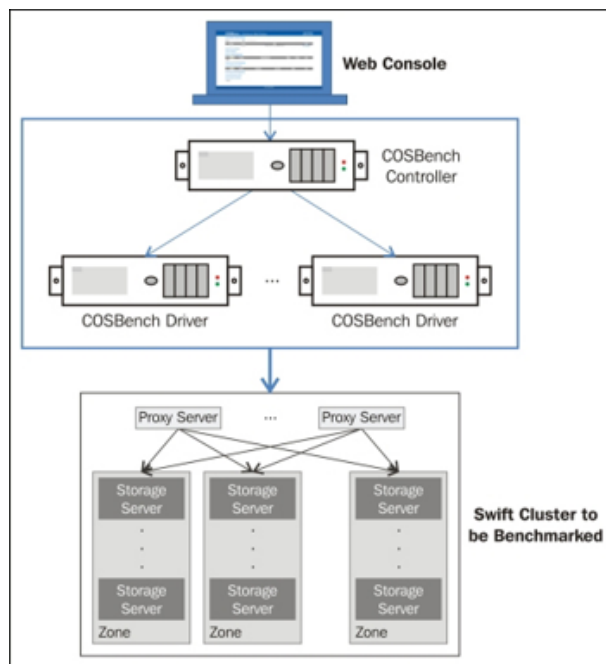 Web Console
COSBench
Controller
...
COSBench Driver
COSBench Driver
Proxy Server
...
Proxy Server
Storage
Server
Storage
Server
Storage
Server
Swift Cluster to
be Benchmarked
Storage
Server
Storage
Server
Storage
Server
Zone
Zone
Zone